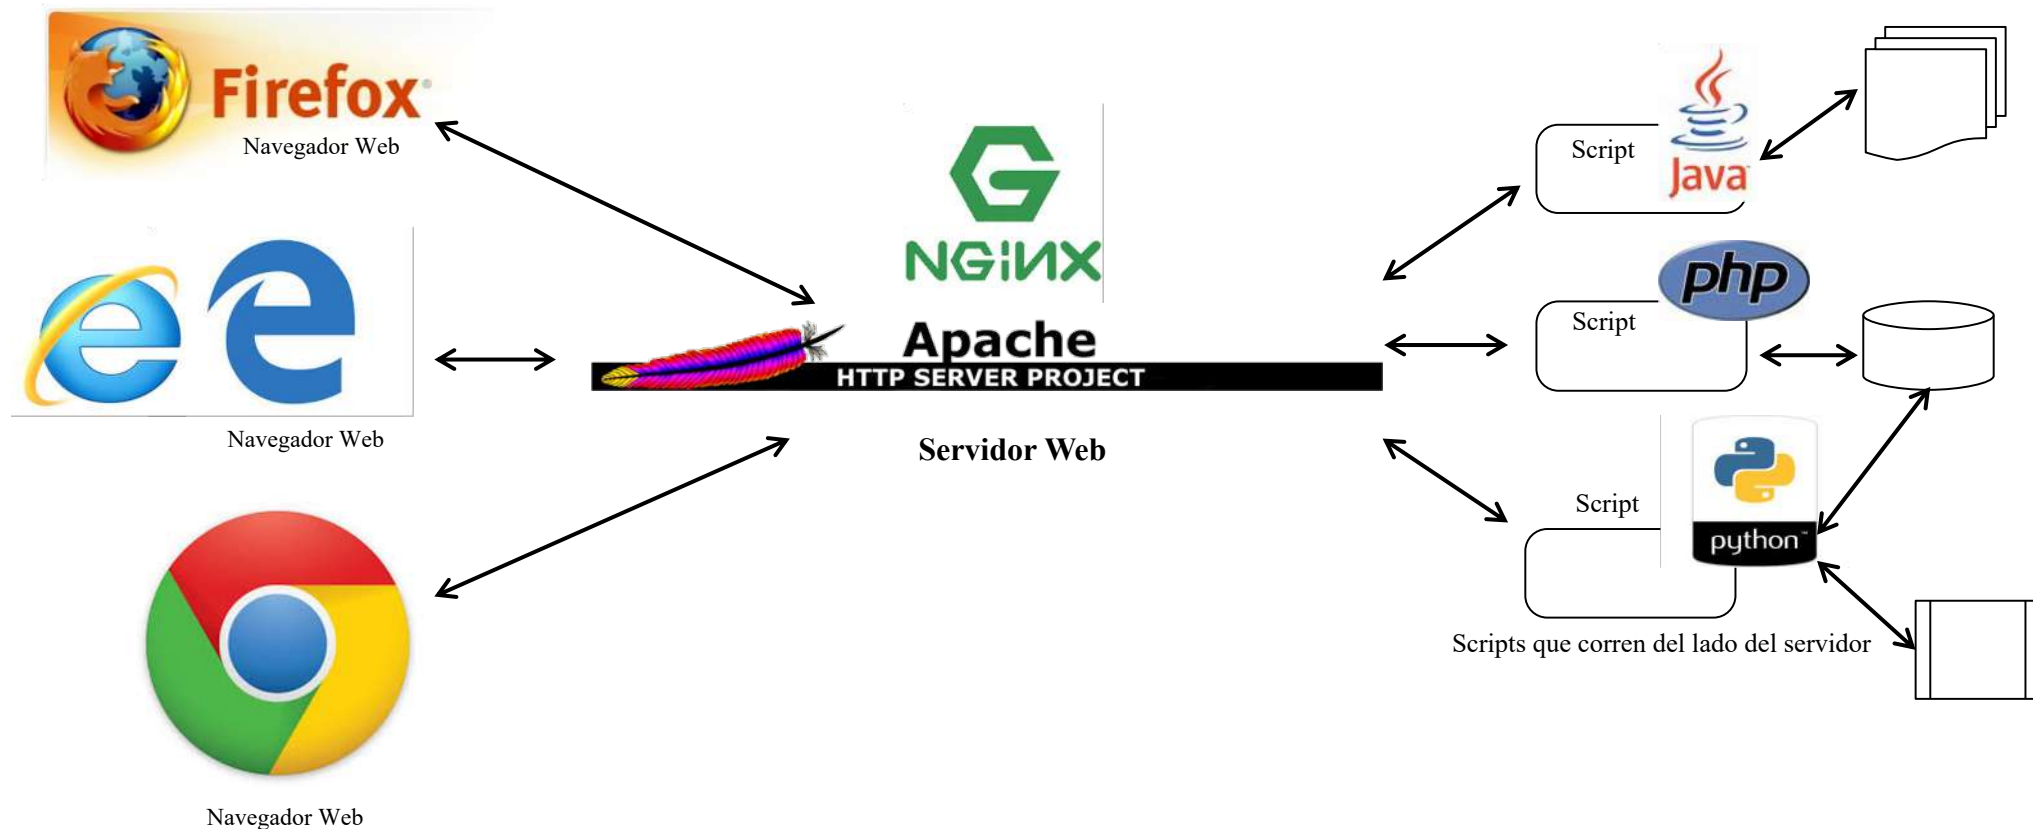 Firefox
Navegador Web
Navegador Web
Navegador Web
NGiNX
Apache
HTTP SERVER PROJECT
Servidor Web
Script
Java
php
Script
Script
python
Scripts que corren del lado del servidor